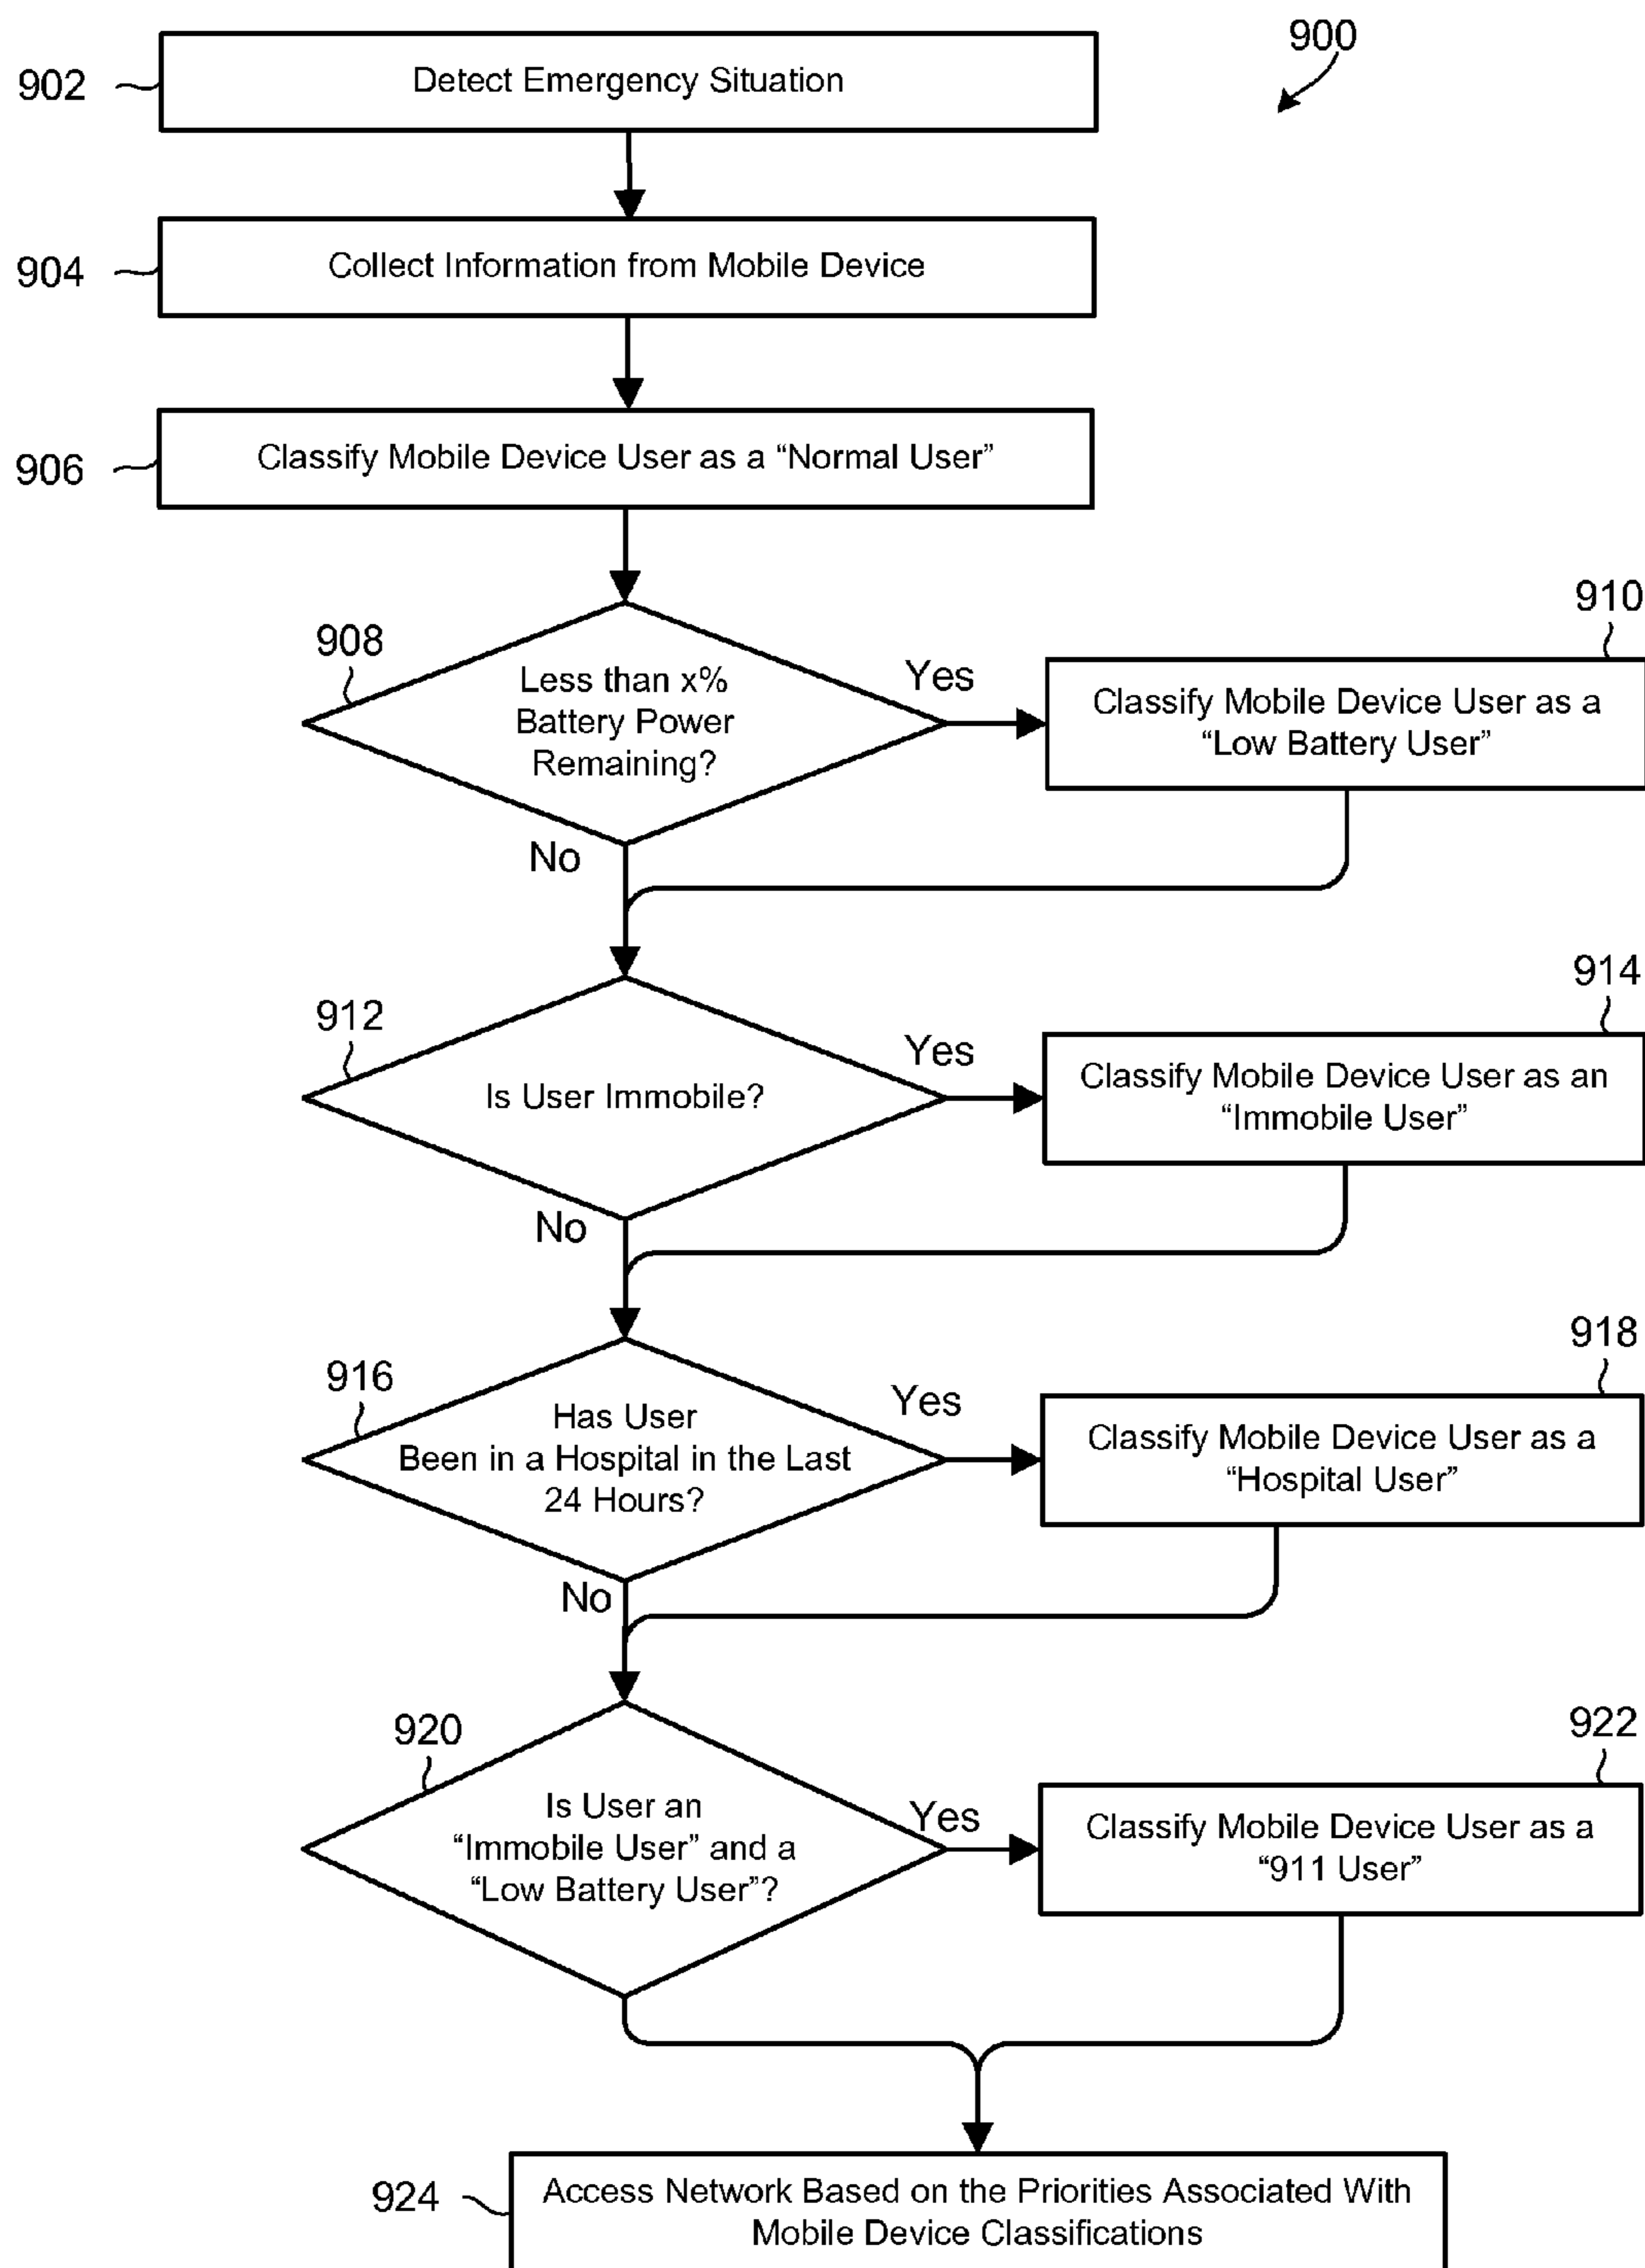 900
902
Detect Emergency Situation
904
Collect Information from Mobile Device
906
Classify Mobile Device User as a “Normal User”
908
Less than x%
Battery Power
Remaining?
Yes
No
910
Classify Mobile Device User as a
“Low Battery User”
912
Is User Immobile?
Yes
No
914
Classify Mobile Device User as an
“Immobile User”
916
Has User
Been in a Hospital in the Last
24 Hours?
Yes
No
918
Classify Mobile Device User as a
“Hospital User”
920
Is User an
“Immobile User” and a
“Low Battery User”?
Yes
922
Classify Mobile Device User as a
“911 User”
924
Access Network Based on the Priorities Associated With
Mobile Device Classifications